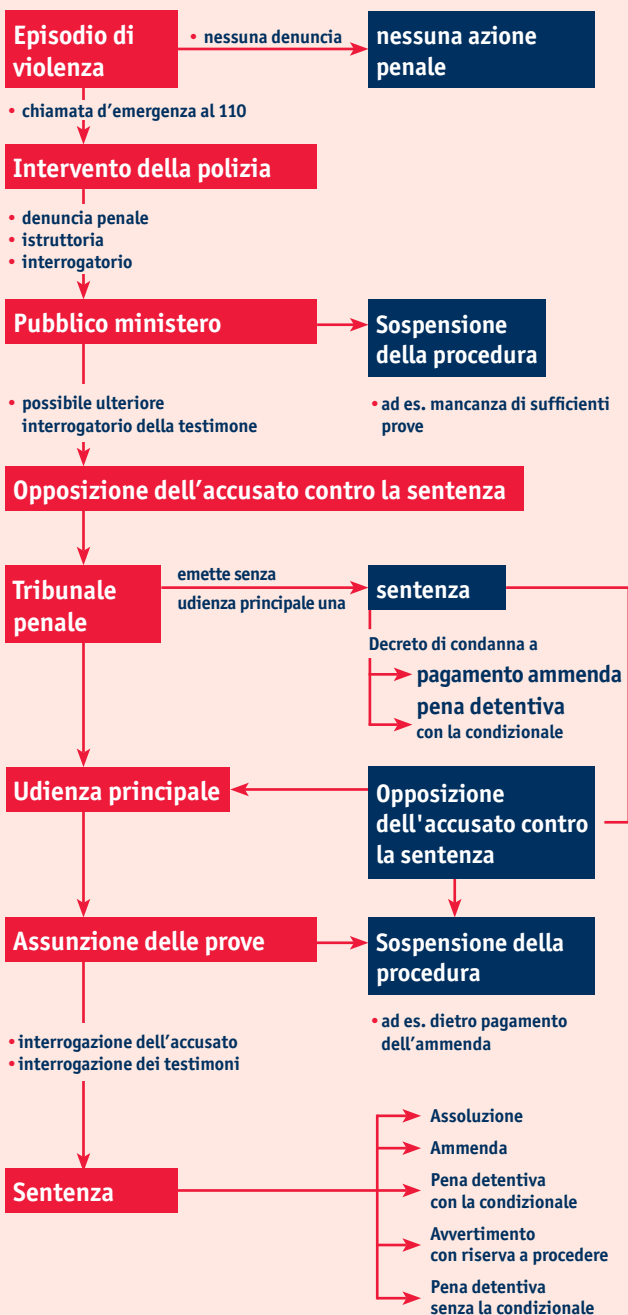 Episodio di
violenza
• nessuna denuncia
nessuna azione
penale
• chiamata d’emergenza al 110
Intervento della polizia
• denuncia penale
• istruttoria
• interrogatorio
Pubblico ministero
Sospensione
della procedura
• possibile ulteriore
interrogatorio della testimone
• ad es. mancanza di sufficienti
prove
Opposizione dell’accusato contro la sentenza
Tribunale
penale
emette senza
udienza principale una
sentenza
Decreto di condanna a
pagamento ammenda
pena detentiva
con la condizionale
Udienza principale
Opposizione
dell'accusato contro
la sentenza
Assunzione delle prove
Sospensione della
procedura
• interrogazione dell’accusato
• interrogazione dei testimoni
• ad es. dietro pagamento
dell’ammenda
Sentenza
Assoluzione
Ammenda
Pena detentiva
con la condizionale
Avvertimento
con riserva a procedere
Pena detentiva
senza la condizionale